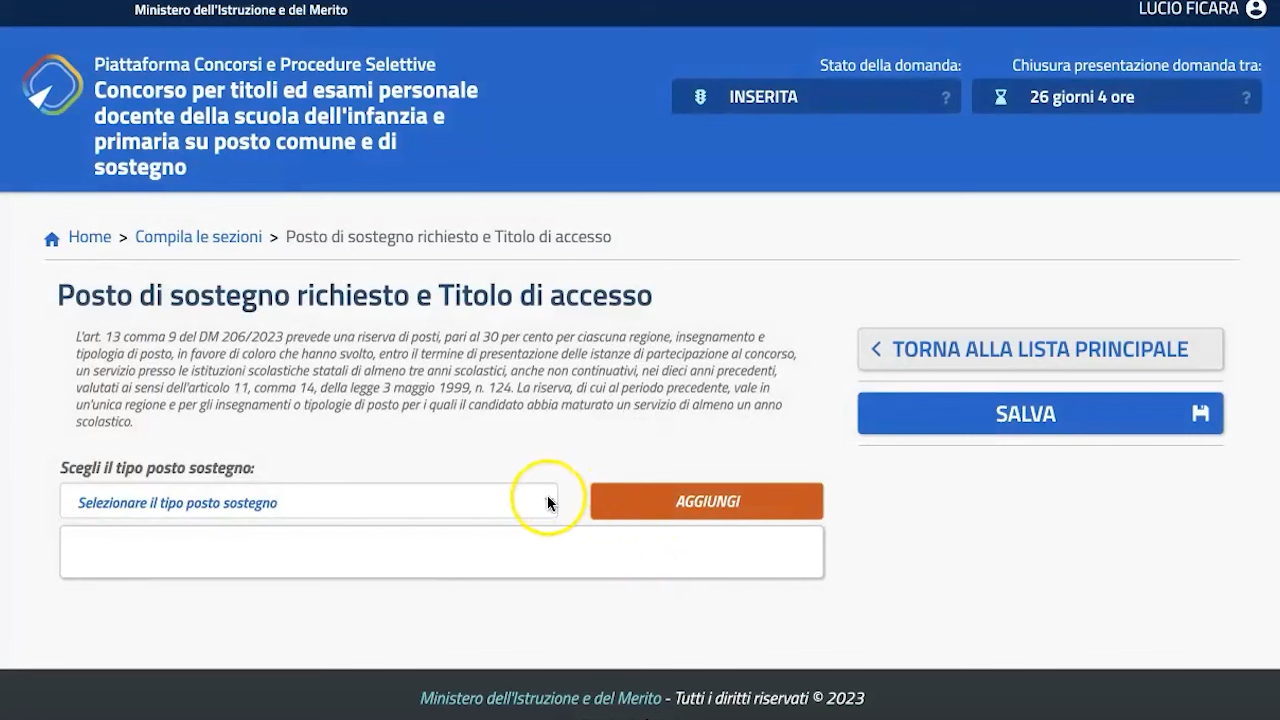 Ministero dell'Istruzione e del Merito
LUCIO FICARA
Piattaforma Concorsi e Procedure Selettive
Concorso per titoli ed esami personale
docente della scuola dell'infanzia e
primaria su posto comune e di
sostegno
Stato della domanda:
INSERITA ?
Chiusura presentazione domanda tra:
26 giorni 4 ore ?
Home > Compila le sezioni > Posto di sostegno richiesto e Titolo di accesso
Posto di sostegno richiesto e Titolo di accesso
L'art. 13 comma 9 del DM 206/2023 prevede una riserva di posti, pari al 30 per cento per ciascuna regione, insegnamento e
tipologia di posto, in favore di coloro che hanno svolto, entro il termine di presentazione delle istanze di partecipazione al concorso,
un servizio presso le istituzioni scolastiche statali di almeno tre anni scolastici, anche non continuativi, nei dieci anni precedenti,
valutati ai sensi dell'articolo 11, comma 14, della legge 3 maggio 1999, n. 124. La riserva, di cui al periodo precedente, vale in
un'unica regione e per gli insegnamenti o tipologie di posto per i quali il candidato abbia maturato un servizio di almeno un anno
scolastico.
TORNA ALLA LISTA PRINCIPALE
SALVA
Scegli il tipo posto sostegno:
Selezionare il tipo posto sostegno
AGGIUNGI
Ministero dell'Istruzione e del Merito - Tutti i diritti riservati © 2023